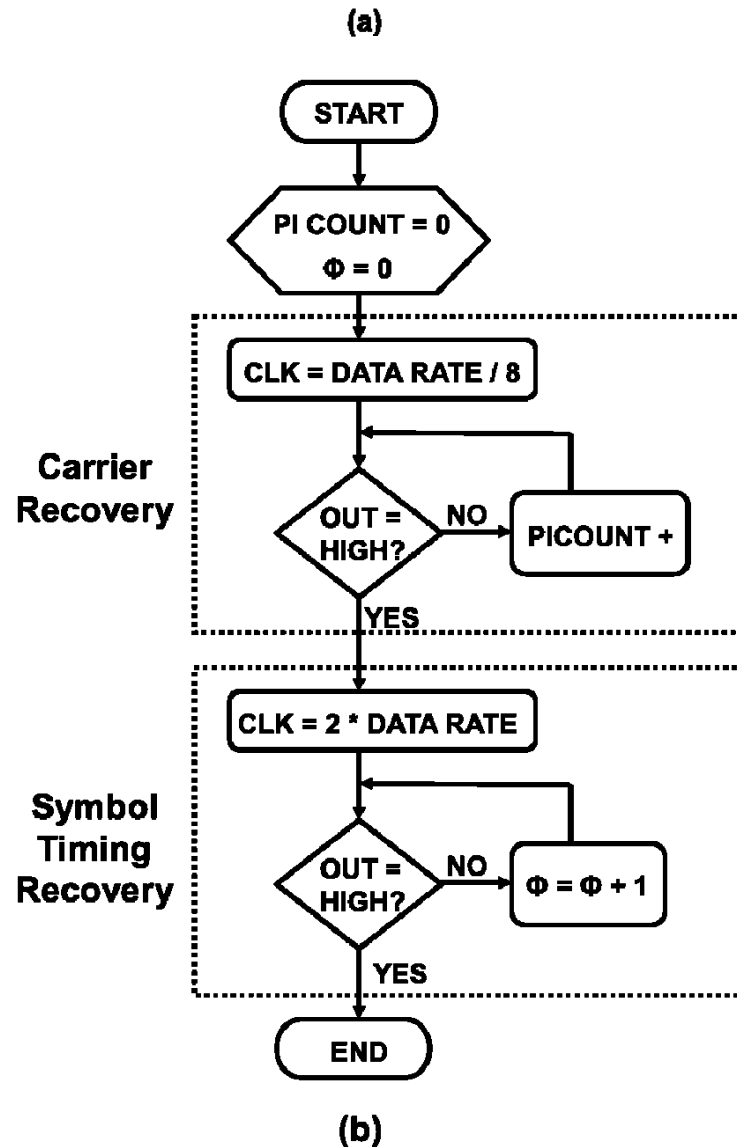 (a)
START
PI COUNT = 0
Φ = 0
CLK = DATA RATE / 8
Carrier
Recovery
OUT =
HIGH?
NO
PICOUNT +
YES
CLK = 2 * DATA RATE
Symbol
Timing
Recovery
OUT =
HIGH?
NO
Φ = Φ + 1
YES
END
(b)